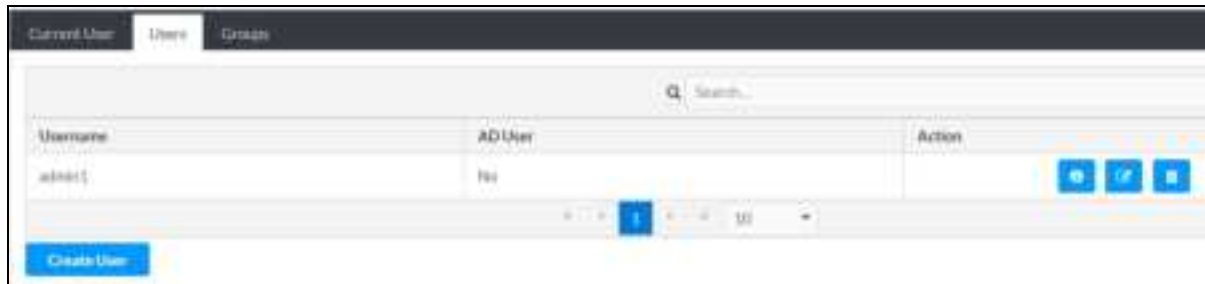 Current User Users Groups
Search...
Username AD User Action
admin1 No
1 10
Create User